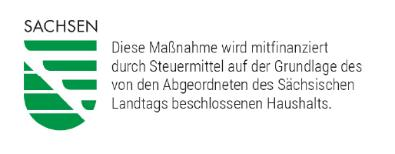 SACHSEN
Diese Maßnahme wird mitfinanziert
durch Steuermittel auf der Grundlage des
von den Abgeordneten des Sächsischen
Landtags beschlossenen Haushalts.